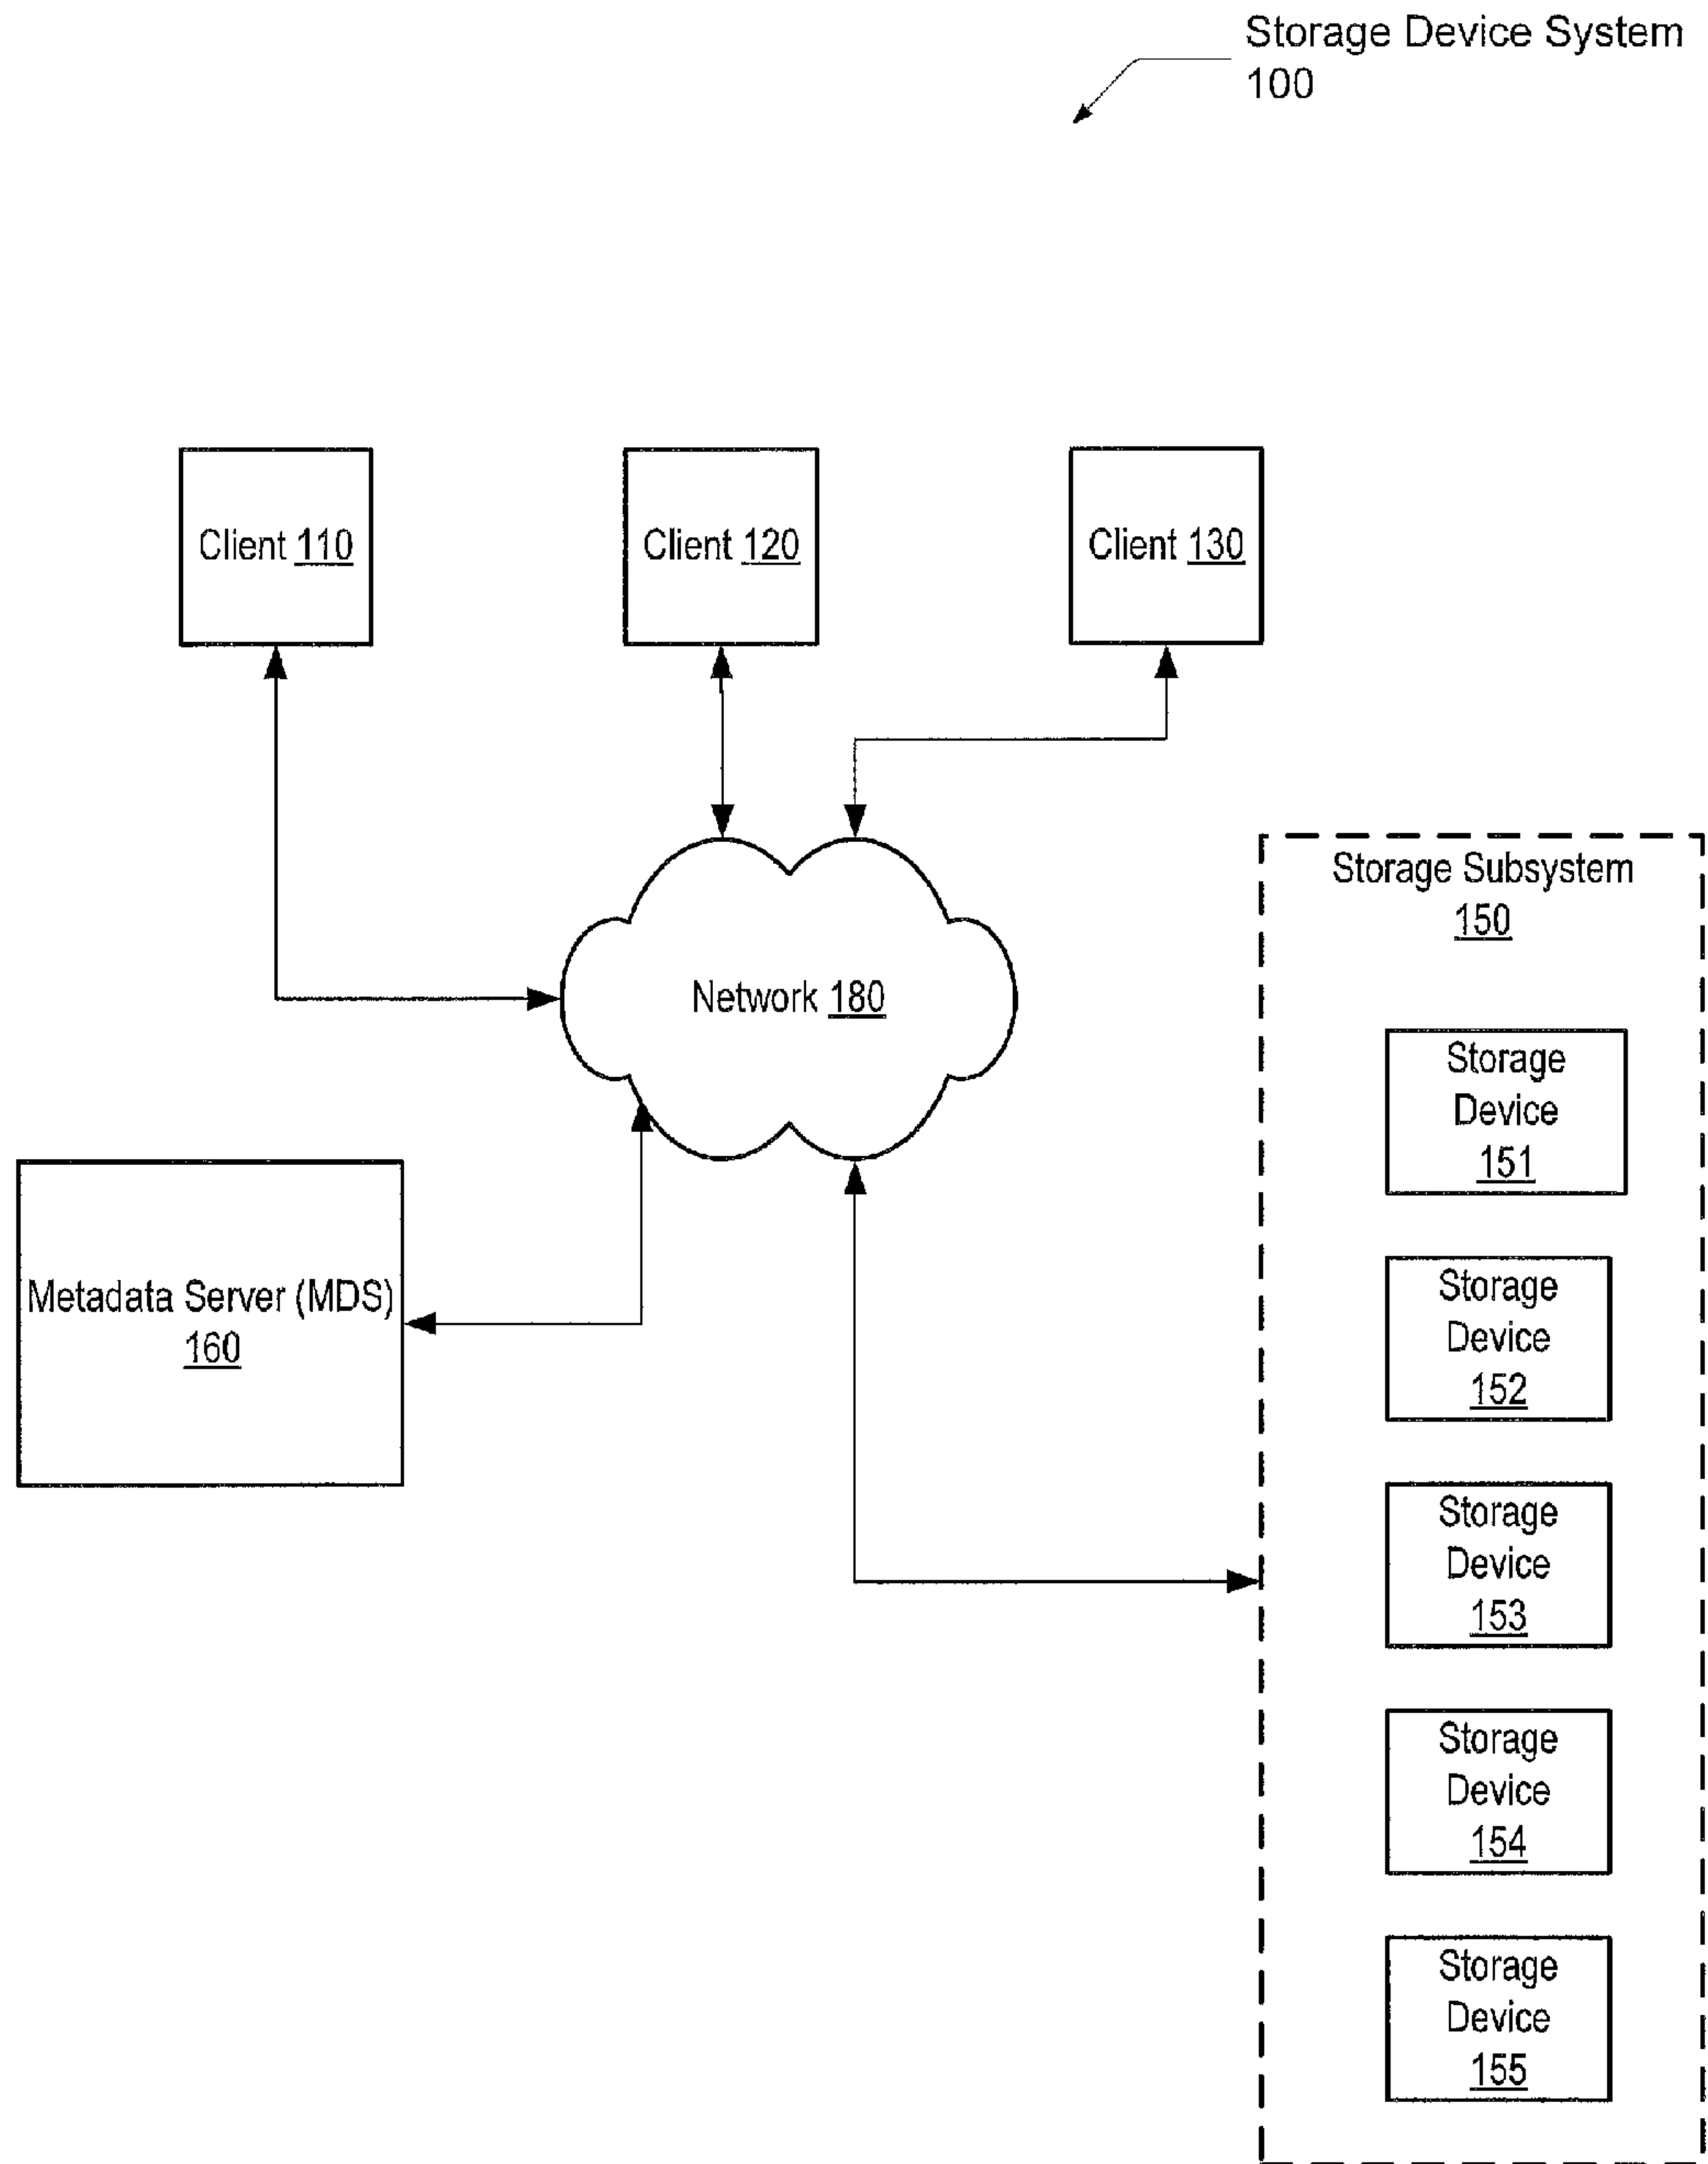 Storage Device System
100
Client 110
Client 120
Client 130
Storage Subsystem
150
Network 180
Storage
Device
151
Metadata Server (MDS)
160
Storage
Device
152
Storage
Device
153
Storage
Device
154
Storage
Device
155